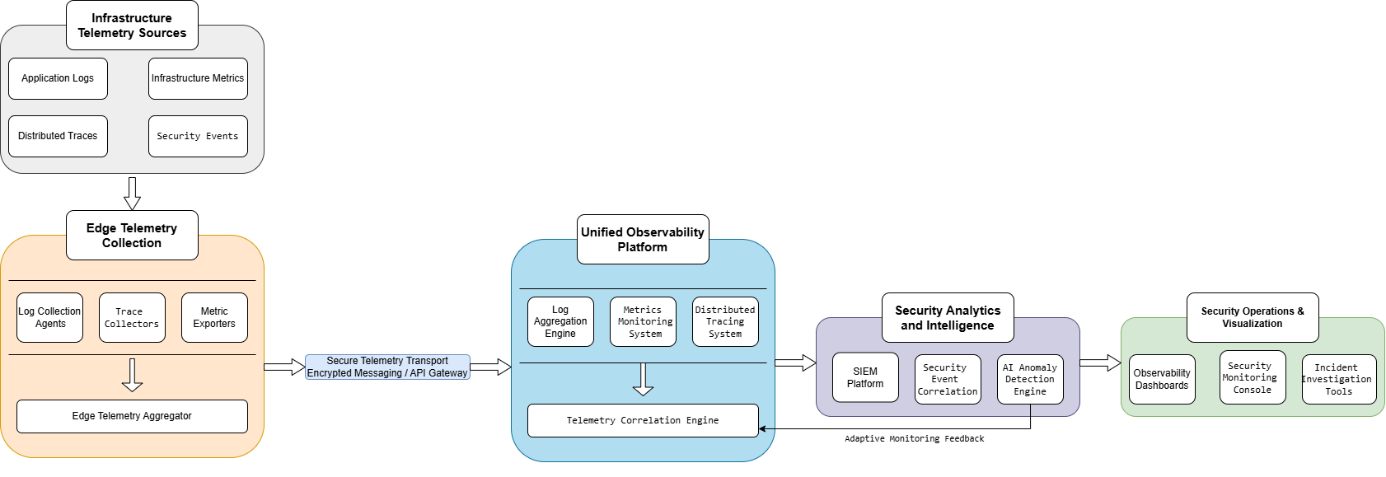 Infrastructure
Telemetry Sources
Application Logs
Infrastructure Metrics
Distributed Traces
Security Events
Edge Telemetry
Collection
Log Collection
Agents
Trace
Collectors
Metric
Exporters
Edge Telemetry Aggregator
Secure Telemetry Transport
Encrypted Messaging / API Gateway
Unified Observability
Platform
Log
Aggregation
Engine
Metrics
Monitoring
System
Distributed
Tracing
System
Telemetry Correlation Engine
Security Analytics
and Intelligence
SIEM
Platform
Security
Event
Correlation
AI Anomaly
Detection
Engine
Adaptive Monitoring Feedback
Security Operations &
Visualization
Observability
Dashboards
Security
Monitoring
Console
Incident
Investigation
Tools